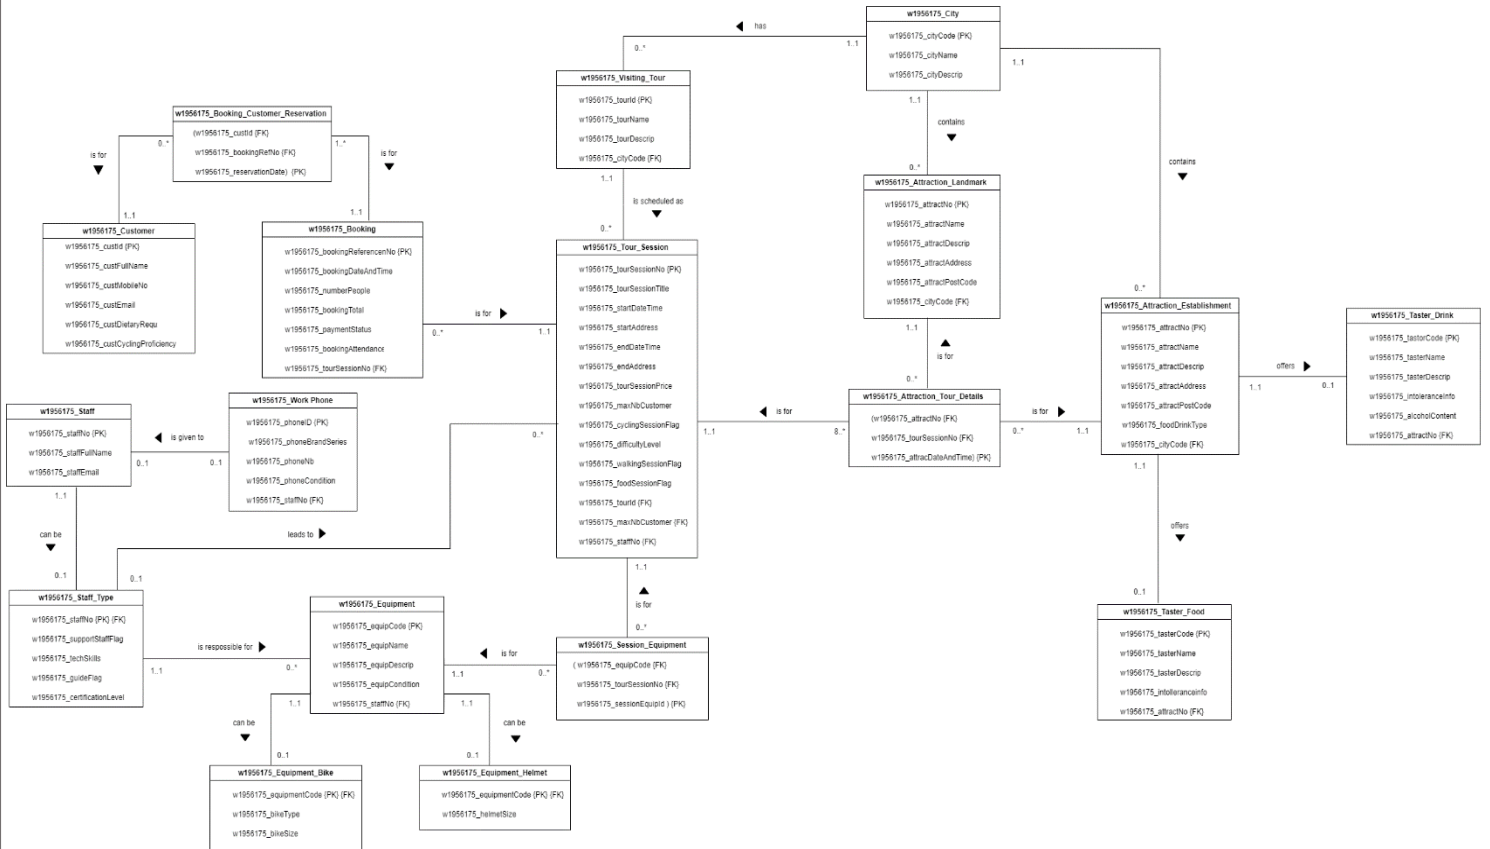 w1956175_City
w1956175_cityCode {PK}
w1956175_cityName
w1956175_cityDescrip
has
0..*
1..1
1..1
w1956175_Visiting_Tour
w1956175_tourId {PK}
w1956175_tourName
w1956175_tourDescrip
w1956175_cityCode {FK}
1..1
contains
0..*
contains
0..*
w1956175_Booking_Customer_Reservation
(w1956175_custId {FK}
w1956175_bookingRefNo {FK}
w1956175_reservationDate) {PK}
0..*
1..*
is for
is for
1..1
1..1
1..1
is scheduled as
0..*
w1956175_Attraction_Landmark
w1956175_attractNo {PK}
w1956175_attractName
w1956175_attractDescrip
w1956175_attractAddress
w1956175_attractPostCode
w1956175_cityCode {FK}
w1956175_Customer
w1956175_custId {PK}
w1956175_custFullName
w1956175_custMobileNo
w1956175_custEmail
w1956175_custDietaryRequ
w1956175_custCyclingProficiency
w1956175_Booking
w1956175_bookingReferencenNo {PK}
w1956175_bookingDateAndTime
w1956175_numberPeople
w1956175_bookingTotal
w1956175_paymentStatus
w1956175_bookingAttendance
w1956175_tourSessionNo {FK}
is for
0..*
1..1
w1956175_Tour_Session
w1956175_tourSessionNo {PK}
w1956175_tourSessionTitle
w1956175_startDateTime
w1956175_startAddress
w1956175_endDateTime
w1956175_endAddress
w1956175_tourSessionPrice
w1956175_maxNbCustomer
w1956175_cyclingSessionFlag
w1956175_difficultyLevel
w1956175_walkingSessionFlag
w1956175_foodSessionFlag
w1956175_tourId {FK}
w1956175_maxNbCustomer {FK}
w1956175_staffNo {FK}
1..1
is for
0..*
w1956175_Attraction_Tour_Details
(w1956175_attractNo {FK}
w1956175_tourSessionNo {FK}
w1956175_attracDateAndTime) {PK}
is for
1..1
8..*
is for
0..*
1..1
w1956175_Attraction_Establishment
w1956175_attractNo {PK}
w1956175_attractName
w1956175_attractDescrip
w1956175_attractAddress
w1956175_attractPostCode
w1956175_foodDrinkType
w1956175_cityCode {FK}
offers
1..1
0..1
w1956175_Taster_Drink
w1956175_tastorCode {PK}
w1956175_tasterName
w1956175_tasterDescrip
w1956175_intoleranceInfo
w1956175_alcoholContent
w1956175_attractNo {FK}
1..1
offers
0..1
w1956175_Taster_Food
w1956175_tasterCode {PK}
w1956175_tasterName
w1956175_tasterDescrip
w1956175_intolleranceInfo
w1956175_attractNo {FK}
w1956175_Staff
w1956175_staffNo {PK}
w1956175_staffFullName
w1956175_staffEmail
is given to
0..1
0..1
w1956175_Work Phone
w1956175_phoneID {PK}
w1956175_phoneBrandSeries
w1956175_phoneNb
w1956175_phoneCondition
w1956175_staffNo {FK}
0..*
leads to
0..1
1..1
can be
0..1
w1956175_Staff_Type
w1956175_staffNo {PK} {FK}
w1956175_supportStaffFlag
w1956175_techSkills
w1956175_guideFlag
w1956175_certificationLevel
is respossible for
1..1
0..*
w1956175_Equipment
w1956175_equipCode {PK}
w1956175_equipName
w1956175_equipDescrip
w1956175_equipCondition
w1956175_staffNo {FK}
is for
1..1
0..*
1..1
is for
0..*
w1956175_Session_Equipment
( w1956175_equipCode {FK}
w1956175_tourSessionNo {FK}
w1956175_sessionEquipId ) {PK}
1..1
can be
0..1
1..1
can be
0..1
w1956175_Equipment_Bike
w1956175_equipmentCode {PK} {FK}
w1956175_bikeType
w1956175_bikeSize
w1956175_Equipment_Helmet
w1956175_equipmentCode {PK} {FK}
w1956175_helmetSize